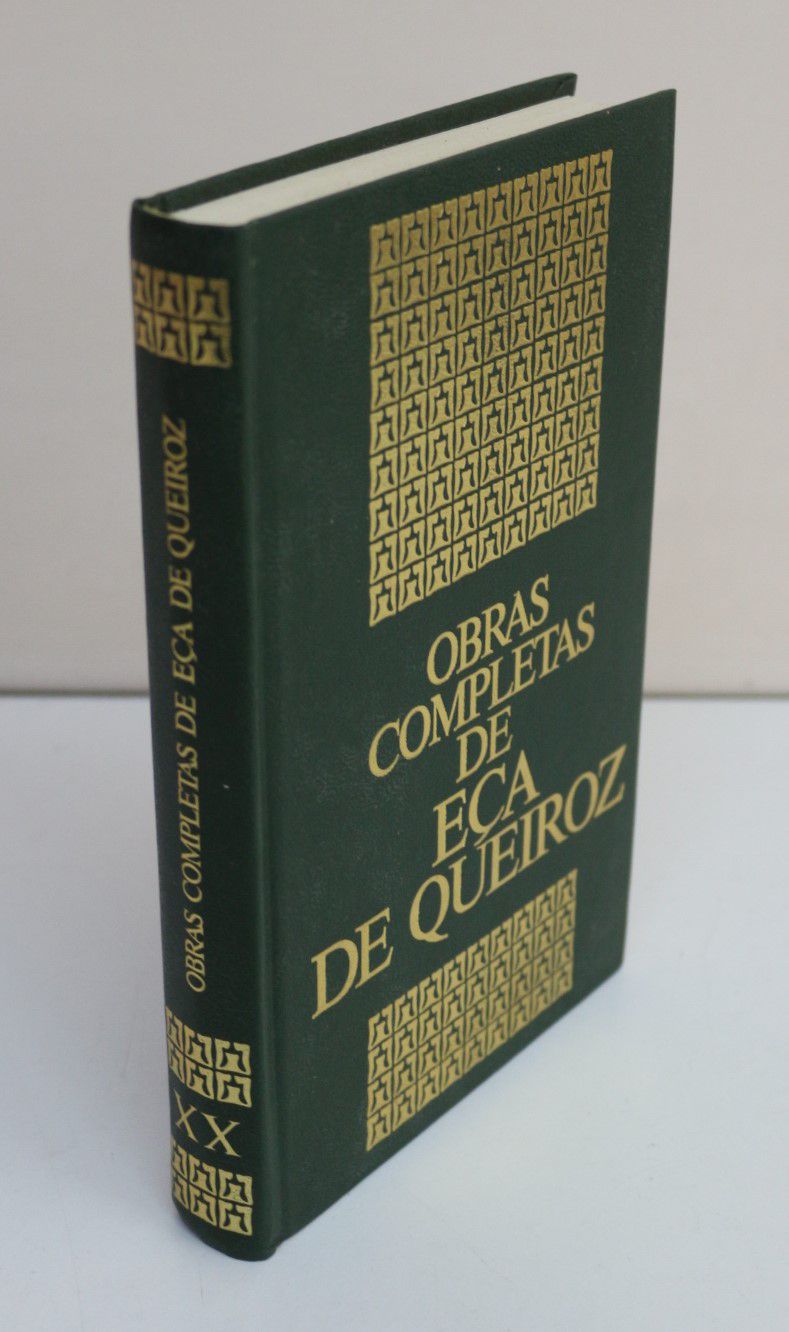 OBRAS COMPLETAS DE EÇA DE QUEIROZ
XX
OBRAS
COMPLETAS
DE
EÇA
DE QUEIROZ